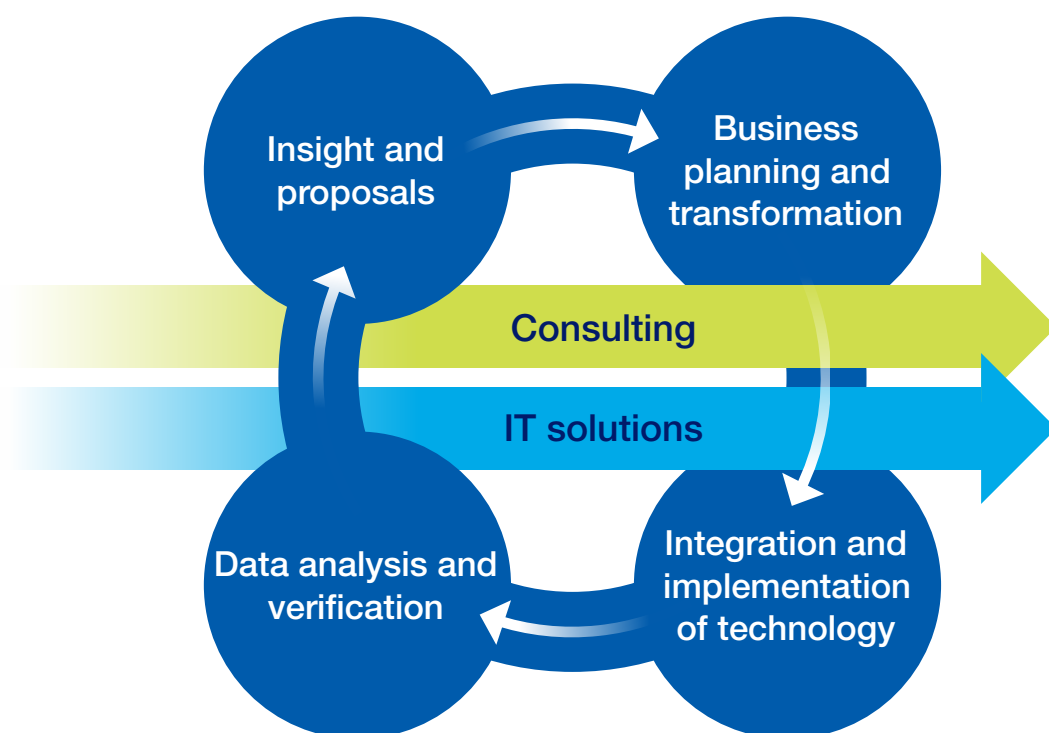 Insight and
proposals
Business
planning and
transformation
Consulting
IT solutions
Data analysis and
verification
Integration and
implementation
of technology